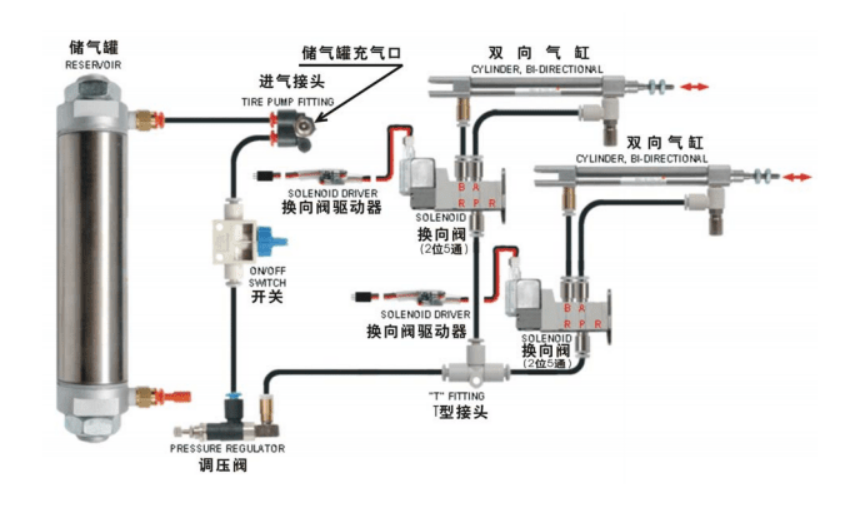 储气罐
RESERVOIR
储气罐充气口
进气接头
TIRE PUMP FITTING
双向气缸
CYLINDER, BI-DIRECTIONAL
双向气缸
CYLINDER, BI-DIRECTIONAL
SOLENOID DRIVER
换向阀驱动器
B A
R P R
SOLENOID
换向阀
(2位5通)
ON/OFF
SWITCH
开关
SOLENOID DRIVER
换向阀驱动器
B A
R P R
SOLENOID
换向阀
(2位5通)
"T" FITTING
T型接头
PRESSURE REGULATOR
调压阀